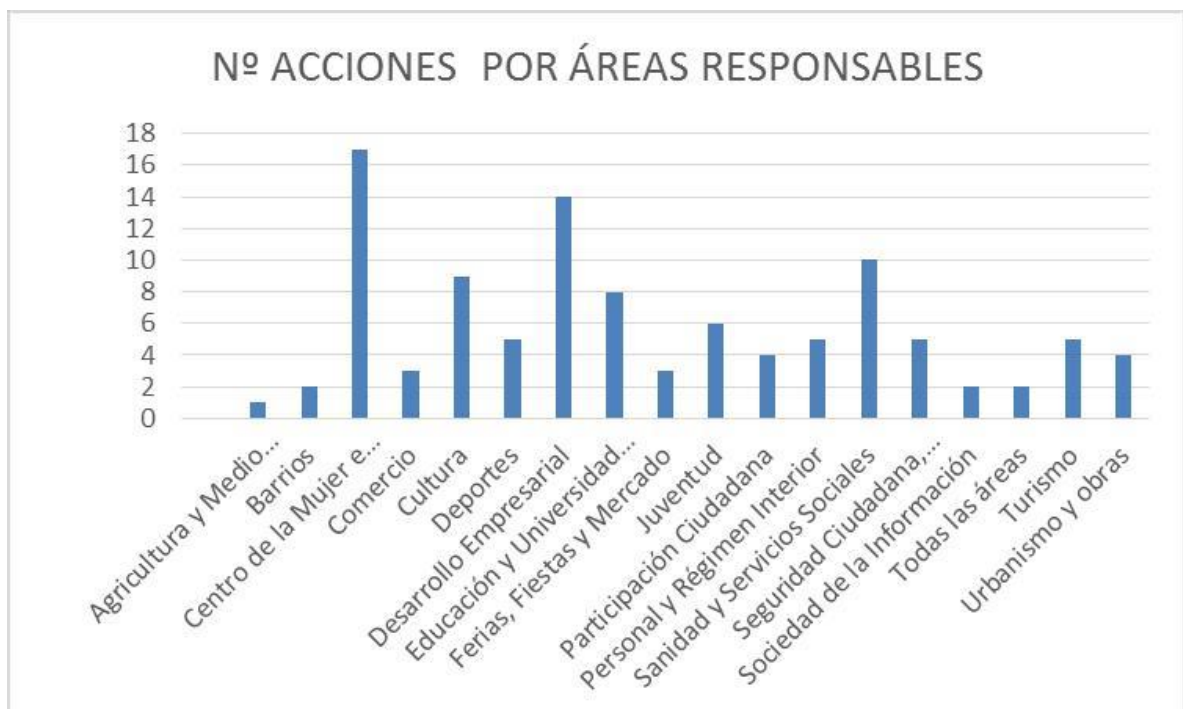 Nº ACCIONES POR ÁREAS RESPONSABLES
18
16
14
12
10
8
6
4
2
0
Agricultura y Medio...
Barrios
Centro de la Mujer e...
Comercio
Cultura
Deportes
Desarrollo Empresarial
Educación y Universidad...
Ferias, Fiestas y Mercado
Juventud
Participación Ciudadana
Personal y Régimen Interior
Sanidad y Servicios Sociales
Seguridad Ciudadana,...
Sociedad de la Información
Todas las áreas
Turismo
Urbanismo y obras